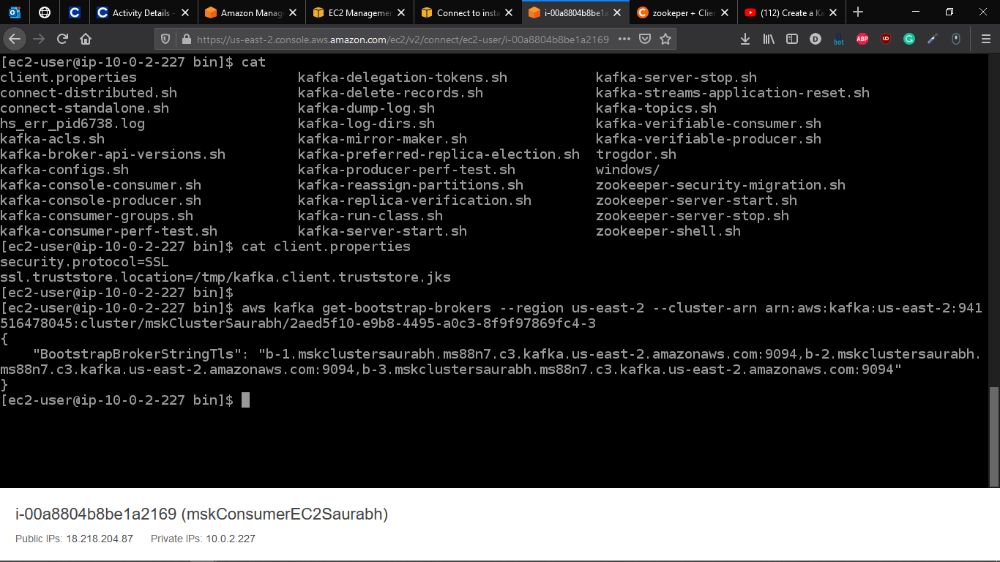 Activity Details -
Amazon Manag
EC2 Managemen
Connect to insta
i-00a8804b8be1a
zookeper + Clien
(112) Create a Ka
https://us-east-2.console.aws.amazon.com/ec2/v2/connect/ec2-user/i-00a8804b8be1a2169
[ec2-user@ip-10-0-2-227 bin]$ cat
client.properties kafka-delegation-tokens.sh kafka-server-stop.sh
connect-distributed.sh kafka-delete-records.sh kafka-streams-application-reset.sh
connect-standalone.sh kafka-dump-log.sh kafka-topics.sh
hs_err_pid6738.log kafka-log-dirs.sh kafka-verifiable-consumer.sh
kafka-acls.sh kafka-mirror-maker.sh kafka-verifiable-producer.sh
kafka-broker-api-versions.sh kafka-preferred-replica-election.sh trogdor.sh
kafka-configs.sh kafka-producer-perf-test.sh windows/
kafka-console-consumer.sh kafka-reassign-partitions.sh zookeeper-security-migration.sh
kafka-console-producer.sh kafka-replica-verification.sh zookeeper-server-start.sh
kafka-consumer-groups.sh kafka-run-class.sh zookeeper-server-stop.sh
kafka-consumer-perf-test.sh kafka-server-start.sh zookeeper-shell.sh
[ec2-user@ip-10-0-2-227 bin]$ cat client.properties
security.protocol=SSL
ssl.truststore.location=/tmp/kafka.client.truststore.jks
[ec2-user@ip-10-0-2-227 bin]$
[ec2-user@ip-10-0-2-227 bin]$ aws kafka get-bootstrap-brokers --region us-east-2 --cluster-arn arn:aws:kafka:us-east-2:941
516478045:cluster/mskClusterSaurabh/2aed5f10-e9b8-4495-a0c3-8f9f97869fc4-3
{
"BootstrapBrokerStringTls": "b-1.mskclustersaurabh.ms88n7.c3.kafka.us-east-2.amazonaws.com:9094,b-2.mskclustersaurabh.
ms88n7.c3.kafka.us-east-2.amazonaws.com:9094,b-3.mskclustersaurabh.ms88n7.c3.kafka.us-east-2.amazonaws.com:9094"
}
[ec2-user@ip-10-0-2-227 bin]$
i-00a8804b8be1a2169 (mskConsumerEC2Saurabh)
Public IPs: 18.218.204.87 Private IPs: 10.0.2.227